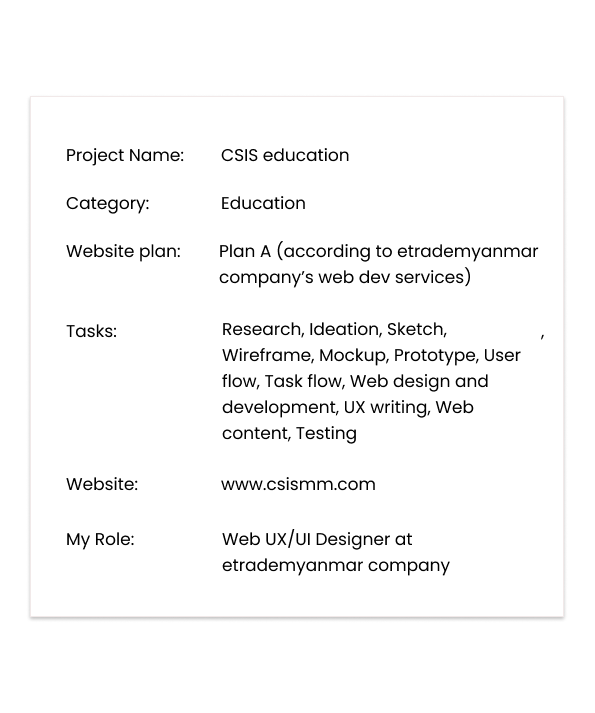 Project Name: CSIS education
Category: Education
Website plan: Plan A (according to etrademyanmar
company’s web dev services)
Tasks: Research, Ideation, Sketch, ,
Wireframe, Mockup, Prototype, User
flow, Task flow, Web design and
development, UX writing, Web
content, Testing
Website: www.csismm.com
My Role: Web UX/UI Designer at
etrademyanmar company